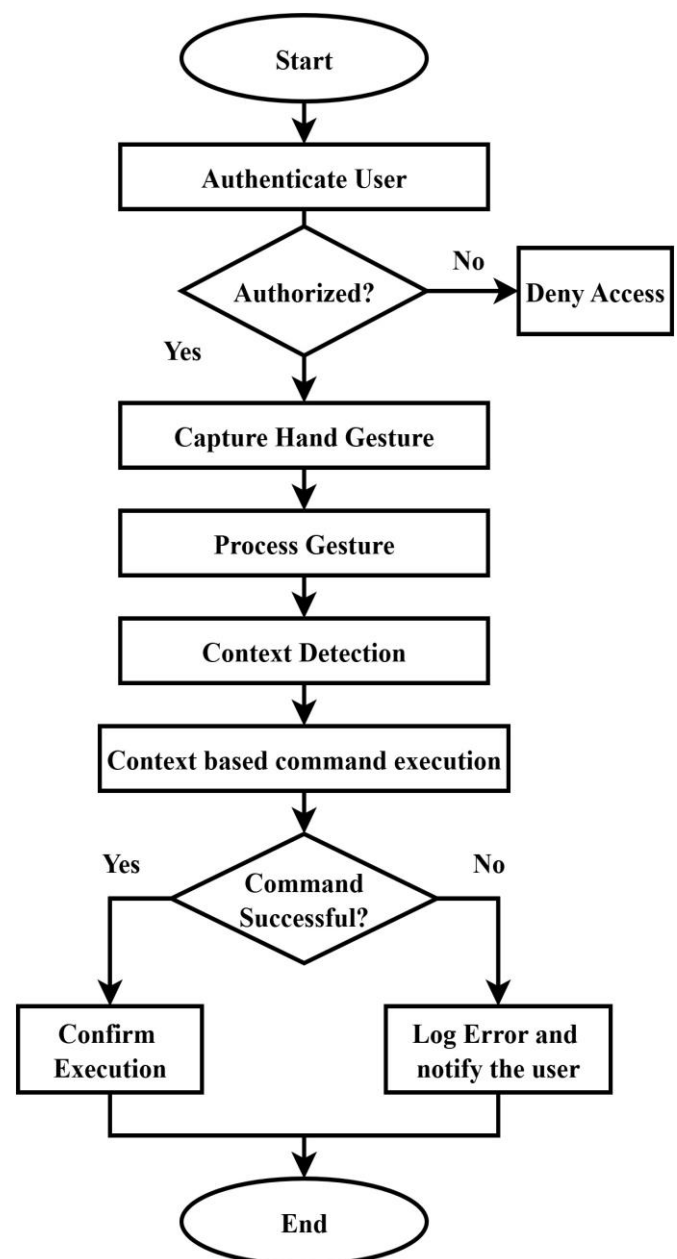 Start
Authenticate User
No
Authorized?
Deny Access
Yes
Capture Hand Gesture
Process Gesture
Context Detection
Context based command execution
Yes
No
Command
Successful?
Confirm
Execution
Log Error and
notify the user
End